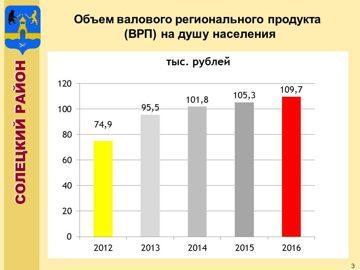 Объем валового регионального продукта
(ВРП) на душу населения
СОЛЕЦКИЙ РАЙОН
тыс. рублей
120
100
80
60
40
20
0
74,9
95,5
101,8
105,3
109,7
2012 2013 2014 2015 2016
3